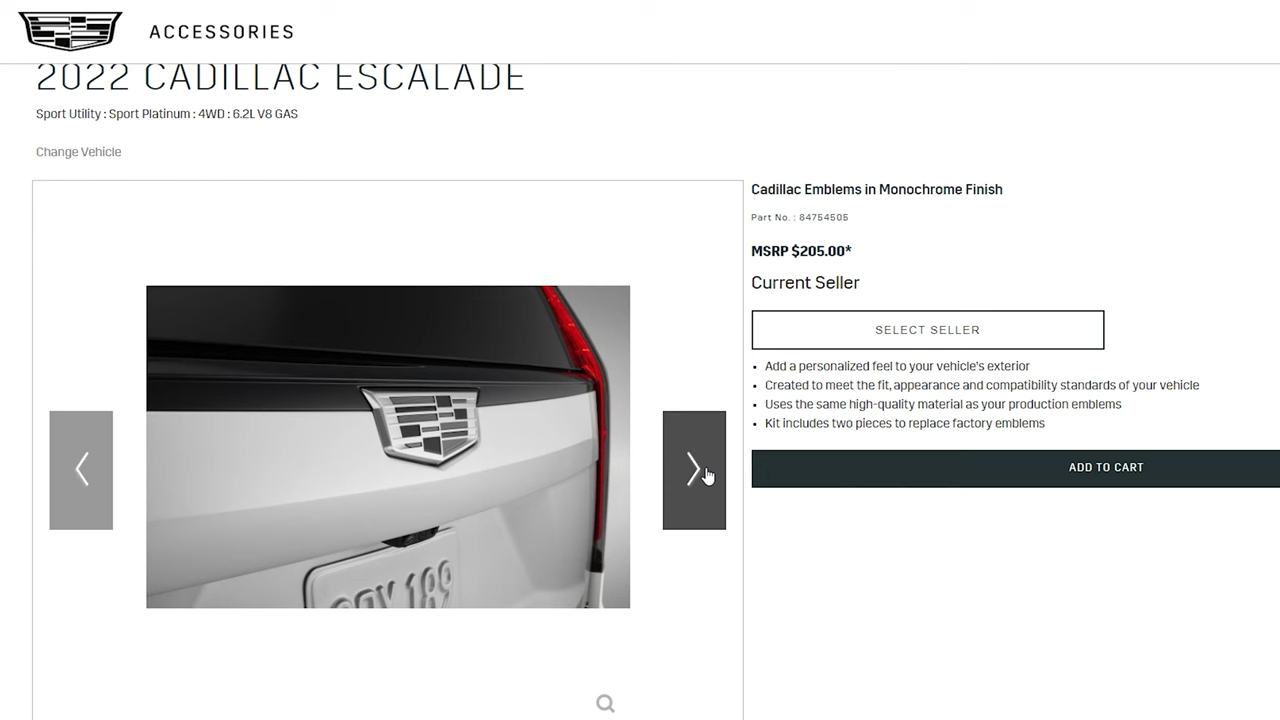 ACCESSORIES
2022 CADILLAC ESCALADE
Sport Utility : Sport Platinum : 4WD : 6.2L V8 GAS
Change Vehicle
Cadillac Emblems in Monochrome Finish
Part No. : 84754505
MSRP $205.00*
Current Seller
SELECT SELLER
• Add a personalized feel to your vehicle's exterior
• Created to meet the fit, appearance and compatibility standards of your vehicle
• Uses the same high-quality material as your production emblems
• Kit includes two pieces to replace factory emblems
ADD TO CART